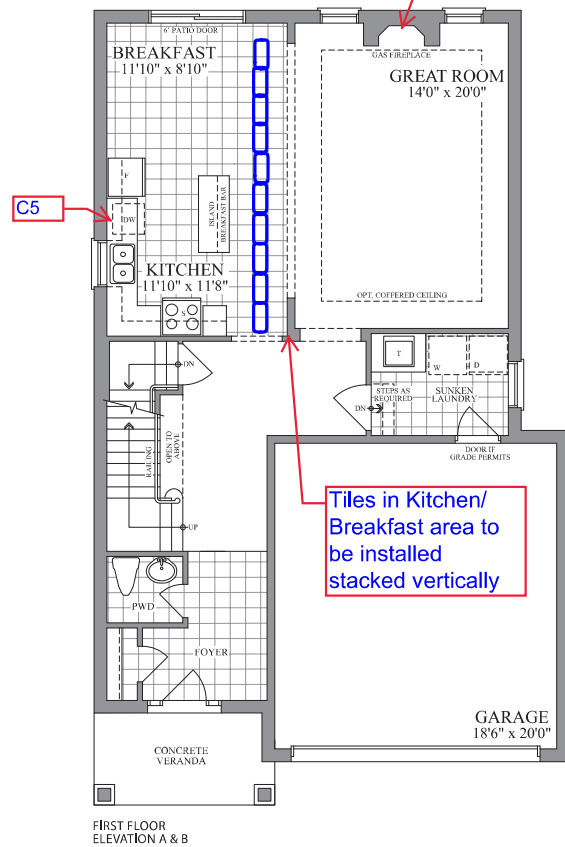 6' PATIO DOOR
BREAKFAST
11'10" x 8'10"
GAS FIREPLACE
GREAT ROOM
14'0" x 20'0"
F
C5
DW
ISLAND
BREAKFAST BAR
KITCHEN
11'10" x 11'8"
S
OPT. COFFERED CEILING
T
W
D
DN
STEPS AS
REQUIRED
SUNKEN
LAUNDRY
DN
DOOR IF
GRADE PERMITS
RAILING
OPEN TO
ABOVE
UP
Tiles in Kitchen/
Breakfast area to
be installed
stacked vertically
PWD
FOYER
GARAGE
18'6" x 20'0"
CONCRETE
VERANDA
FIRST FLOOR
ELEVATION A & B